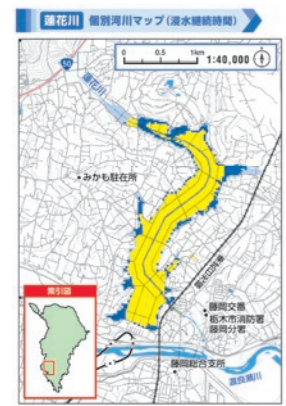 蓮花川 個別河川マップ(浸水継続時間)
0 0.5 1km
1:40,000
50
蓮花川
みかも駐在所
藤岡交番
栃木市消防署
藤岡分署
索引図
藤岡総合支所
渡良瀬川